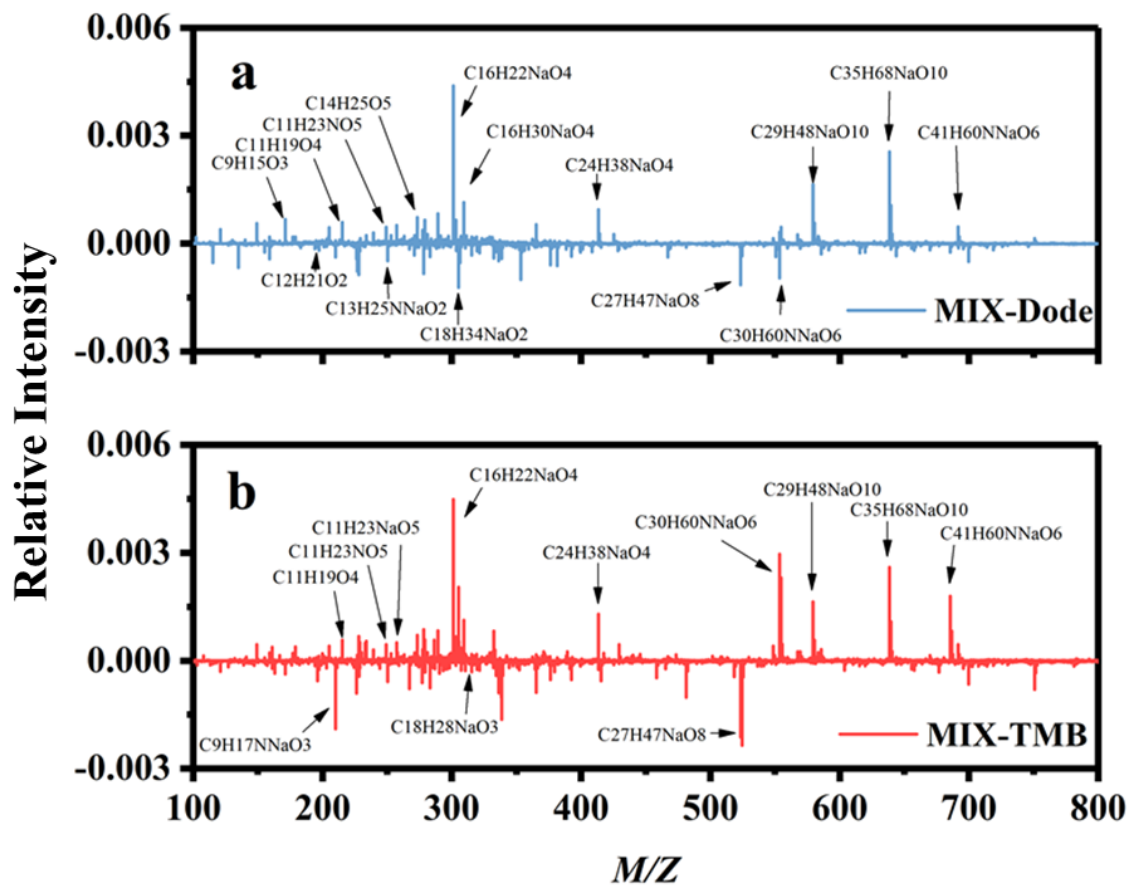 Relative Intensity
0.006
0.003
0.000
-0.003
a
C16H22NaO4
C14H25O5
C11H23NO5
C11H19O4
C9H15O3
C16H30NaO4
C24H38NaO4
C35H68NaO10
C29H48NaO10
C41H60NNaO6
C12H21O2
C13H25NNaO2
C18H34NaO2
C27H47NaO8
C30H60NNaO6
MIX-Dode
0.006
0.003
0.000
-0.003
b
C16H22NaO4
C11H23NaO5
C11H23NO5
C11H19O4
C24H38NaO4
C30H60NNaO6
C29H48NaO10
C35H68NaO10
C41H60NNaO6
C9H17NNaO3
C18H28NaO3
C27H47NaO8
MIX-TMB
100 200 300 400 500 600 700 800
M/Z